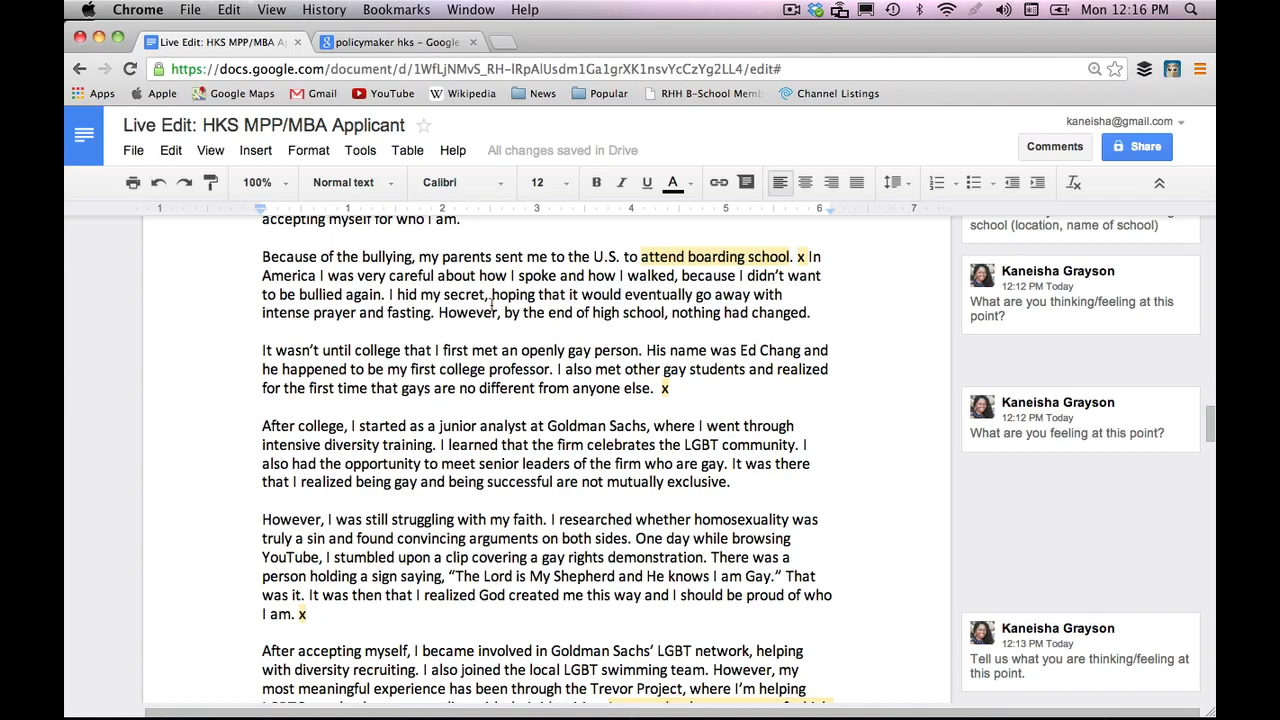 Chrome File Edit View History Bookmarks Window Help Mon 12:16 PM
Live Edit: HKS MPP/MBA Ap policymaker hks - Google
https://docs.google.com/document/d/1WfLjNMvS_RH-lRpAlUsdm1Ga1grXK1nsvYcCzYg2LL4/edit#
Apps Apple Google Maps Gmail YouTube Wikipedia News Popular RHH B-School Memb Channel Listings
Live Edit: HKS MPP/MBA Applicant
kaneisha@gmail.com
File Edit View Insert Format Tools Table Help All changes saved in Drive
Comments Share
100% Normal text Calibri 12 B I U A
1 1 2 3 4 5 6 7
accepting myself for who I am.
Because of the bullying, my parents sent me to the U.S. to attend boarding school. x In
America I was very careful about how I spoke and how I walked, because I didn’t want
to be bullied again. I hid my secret, hoping that it would eventually go away with
intense prayer and fasting. However, by the end of high school, nothing had changed.
It wasn’t until college that I first met an openly gay person. His name was Ed Chang and
he happened to be my first college professor. I also met other gay students and realized
for the first time that gays are no different from anyone else. x
After college, I started as a junior analyst at Goldman Sachs, where I went through
intensive diversity training. I learned that the firm celebrates the LGBT community. I
also had the opportunity to meet senior leaders of the firm who are gay. It was there
that I realized being gay and being successful are not mutually exclusive.
However, I was still struggling with my faith. I researched whether homosexuality was
truly a sin and found convincing arguments on both sides. One day while browsing
YouTube, I stumbled upon a clip covering a gay rights demonstration. There was a
person holding a sign saying, “The Lord is My Shepherd and He knows I am Gay.” That
was it. It was then that I realized God created me this way and I should be proud of who
I am. x
After accepting myself, I became involved in Goldman Sachs’ LGBT network, helping
with diversity recruiting. I also joined the local LGBT swimming team. However, my
most meaningful experience has been through the Trevor Project, where I’m helping
school (location, name of school)
Kaneisha Grayson
12:12 PM Today
What are you thinking/feeling at this
point?
Kaneisha Grayson
12:12 PM Today
What are you feeling at this point?
Kaneisha Grayson
12:13 PM Today
Tell us what you are thinking/feeling at
this point.